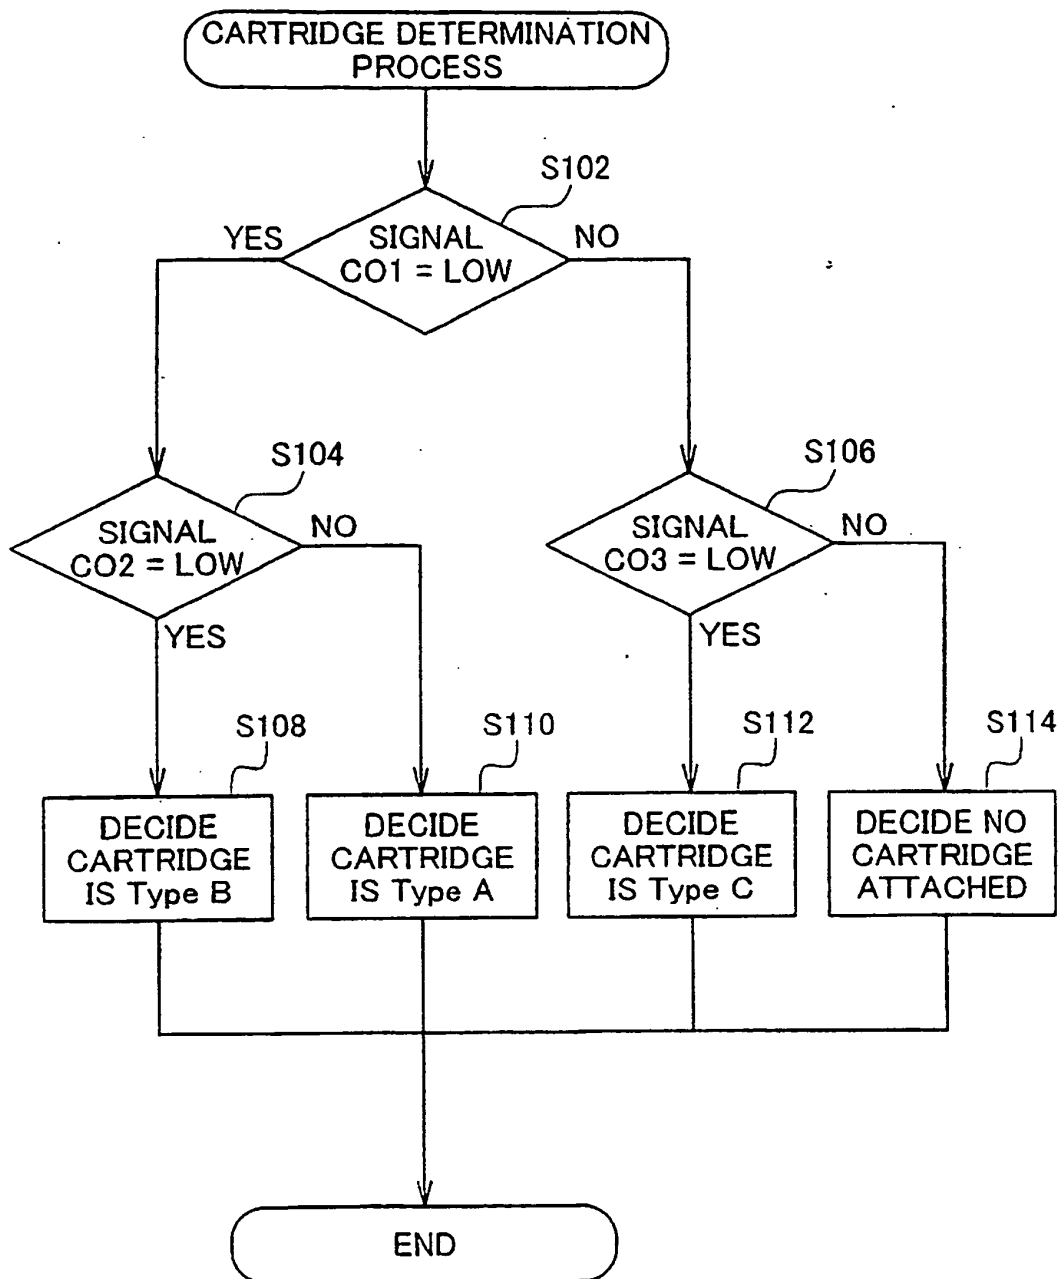 CARTRIDGE DETERMINATION
PROCESS
S102
YES
SIGNAL
CO1 = LOW
NO
S104
SIGNAL
CO2 = LOW
NO
YES
S106
SIGNAL
CO3 = LOW
NO
YES
S108
DECIDE
CARTRIDGE
IS Type B
S110
DECIDE
CARTRIDGE
IS Type A
S112
DECIDE
CARTRIDGE
IS Type C
S114
DECIDE NO
CARTRIDGE
ATTACHED
END